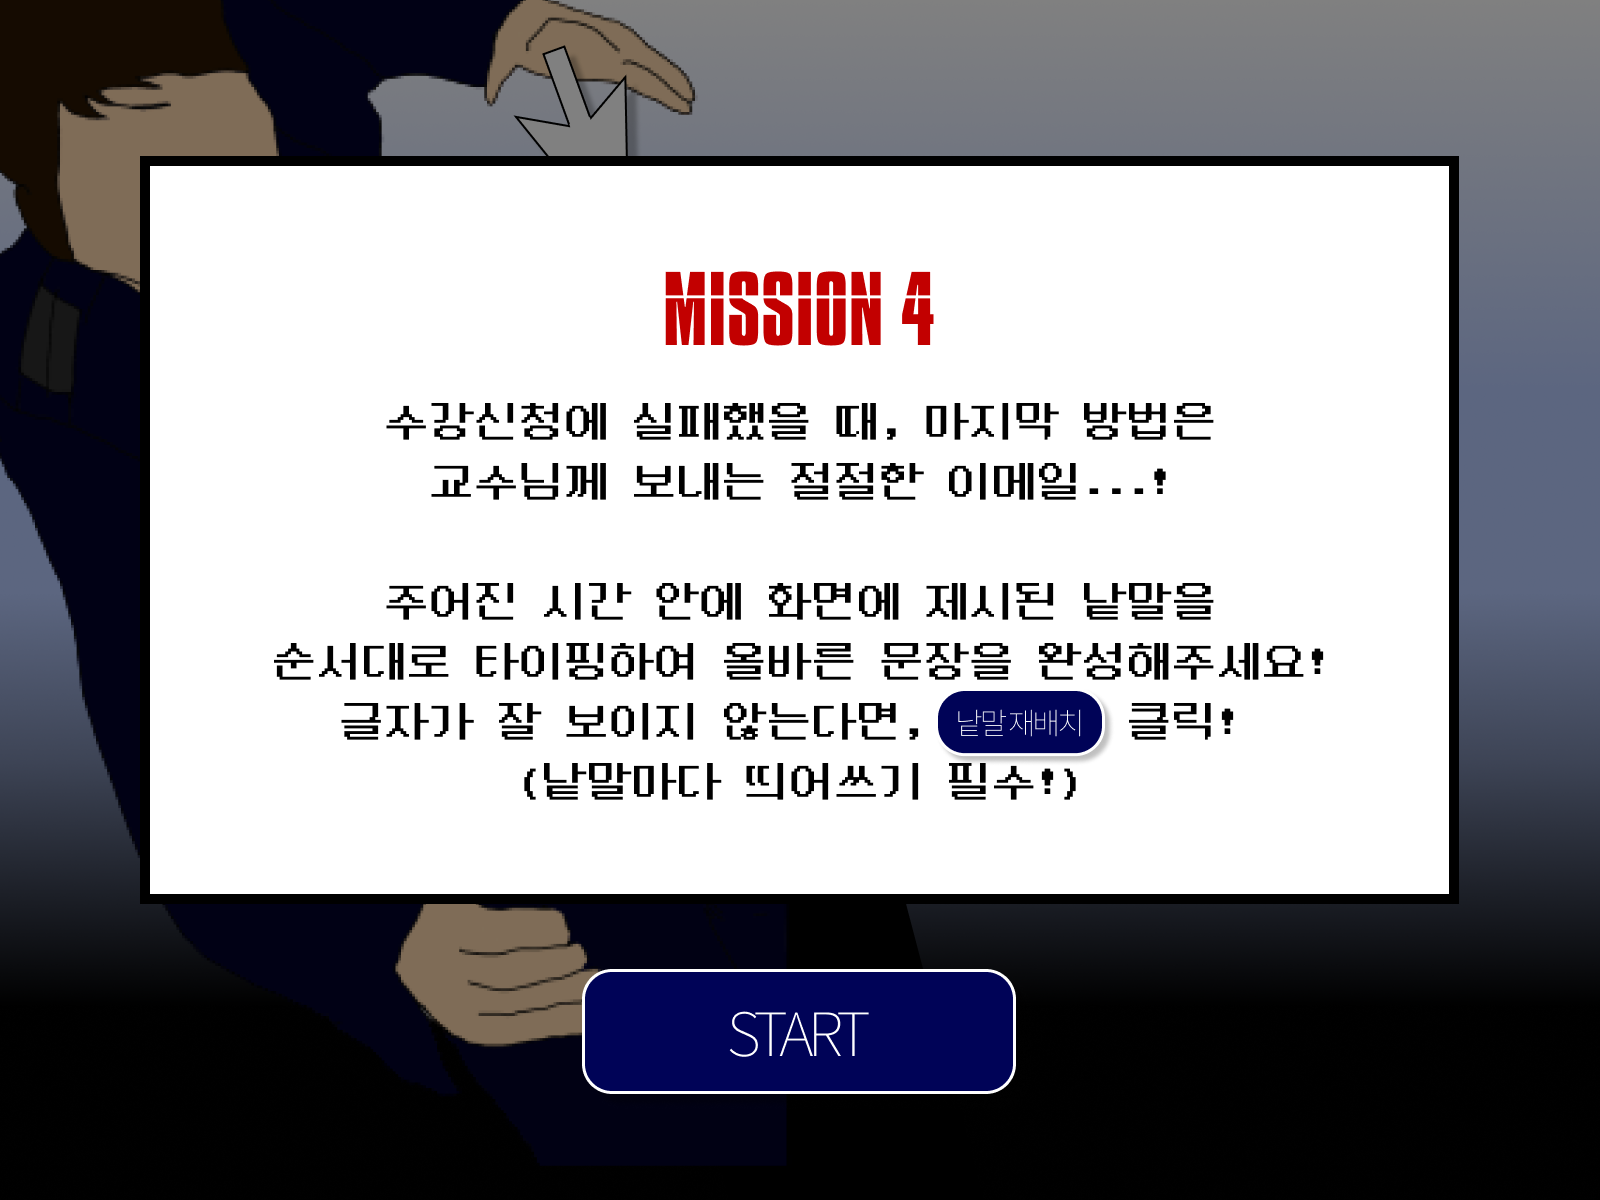 MISSION 4
수강신청에 실패했을 때, 마지막 방법은
교수님께 보내는 절절한 이메일...!
주어진 시간 안에 화면에 제시된 낱말을
순서대로 타이핑하여 올바른 문장을 완성해주세요!
글자가 잘 보이지 않는다면, 낱말 재배치 클릭!
(낱말마다 띄어쓰기 필수!)
START